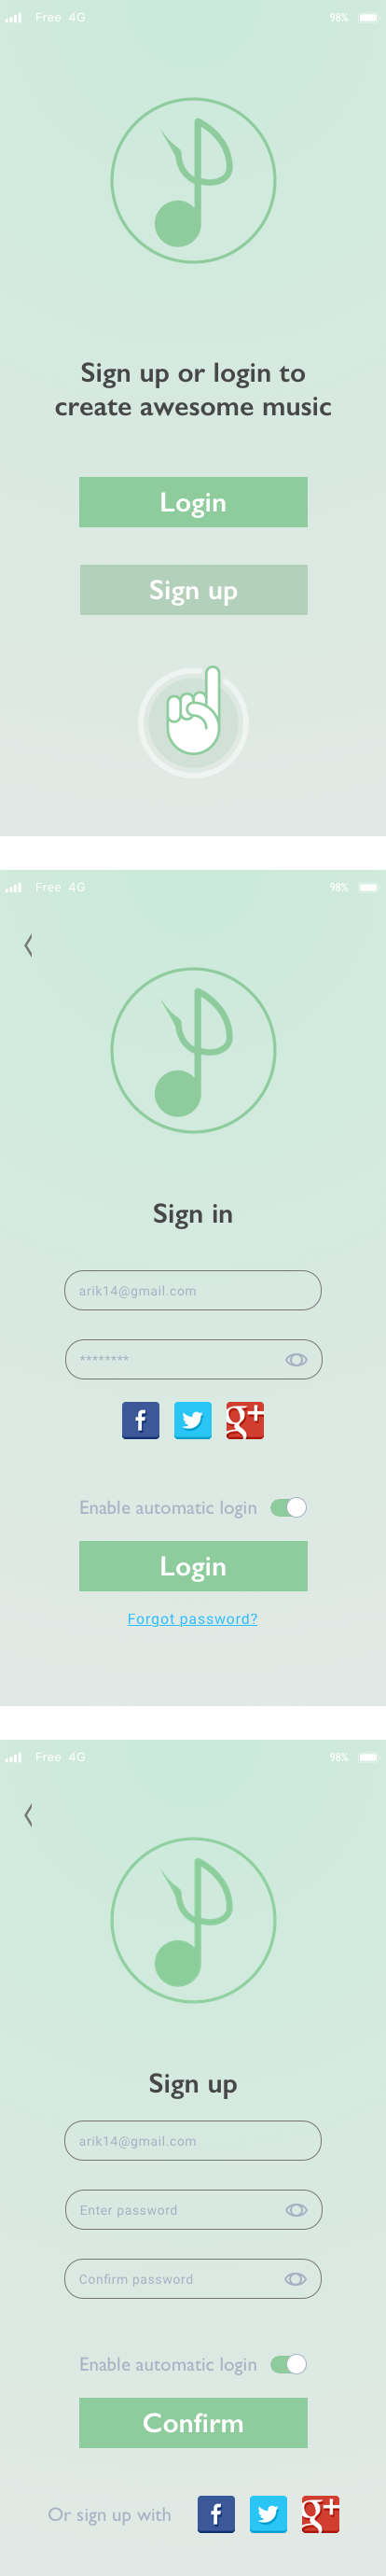 Free 4G 98%
Sign up or login to
create awesome music
Login
Sign up
Free 4G 98%
Sign in
arik14@gmail.com
********
f g+
Enable automatic login
Login
Forgot password?
Free 4G 98%
Sign up
arik14@gmail.com
Enter password
Confirm password
Enable automatic login
Confirm
Or sign up with f g+